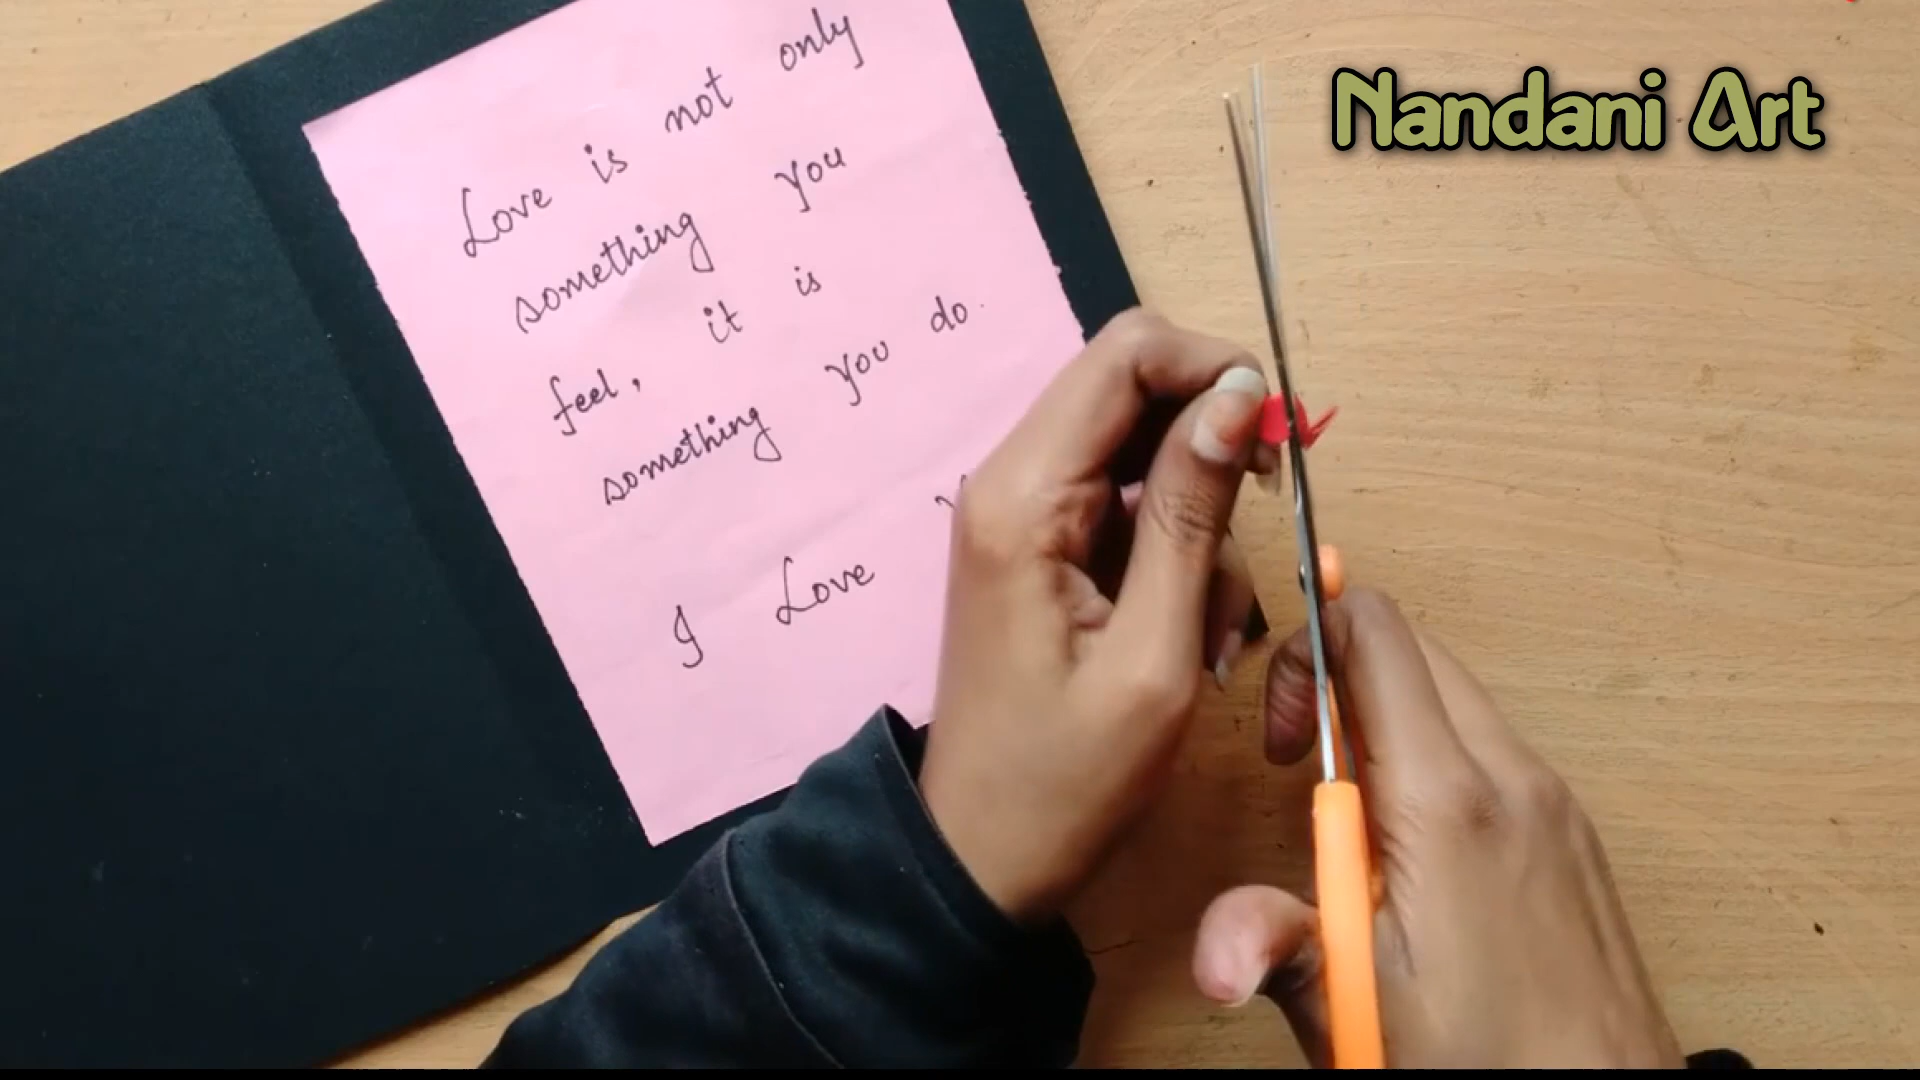 Nandani Art
Love is not only
something you
feel, it is
something you do.
I Love